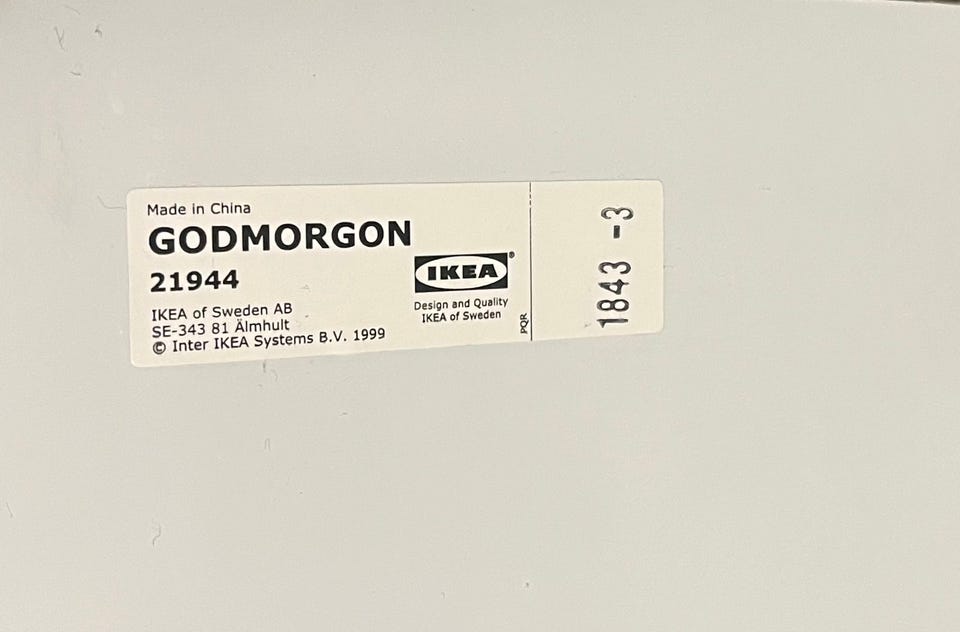 Made in China
GODMORGON
21944
IKEA of Sweden AB
SE-343 81 Älmhult
© Inter IKEA Systems B.V. 1999
IKEA®
Design and Quality
IKEA of Sweden
PQR
1843 -3